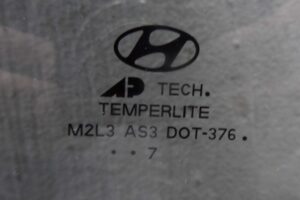 AP TECH.
TEMPERLITE
M2L3 AS3 DOT-376.
. . 7